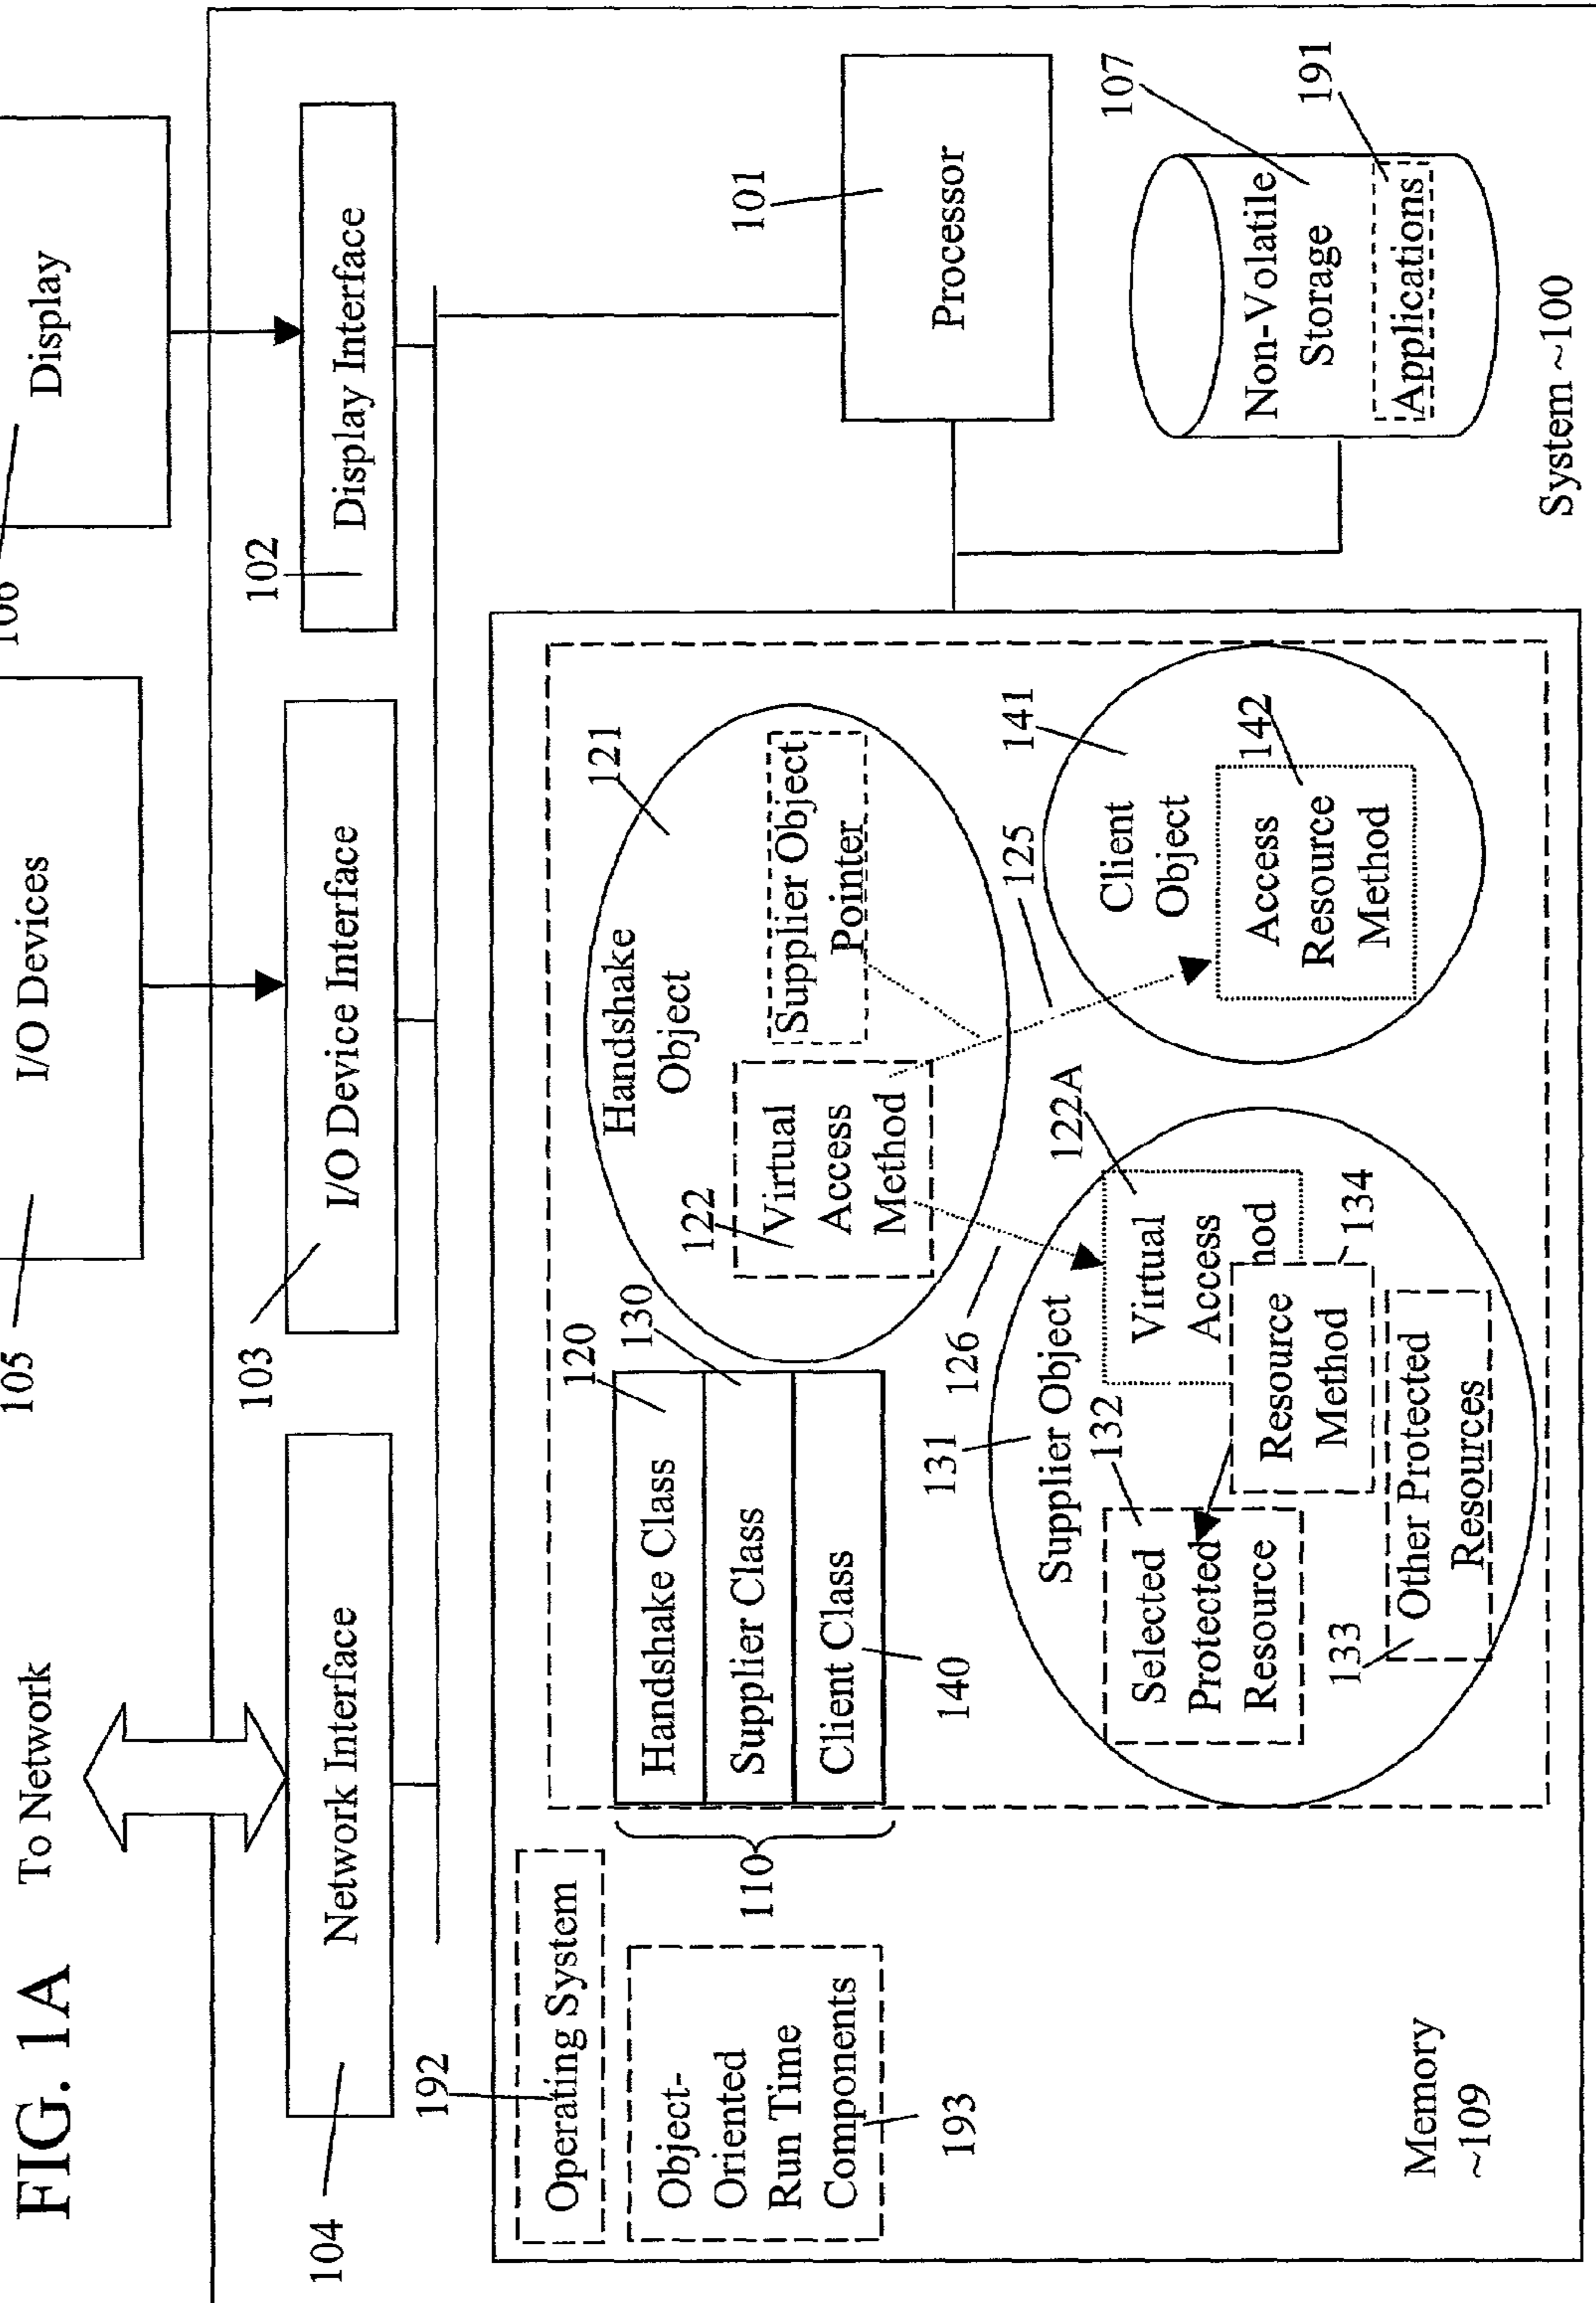 FIG. 1A
To Network
105
I/O Devices
Display
104
Network Interface
103
I/O Device Interface
102
Display Interface
192
Operating System
Object-
Oriented
Run Time
Components
193
110
Handshake Class
Supplier Class
Client Class
120
130
140
Handshake
Object
121
122
Virtual
Access
Method
Supplier Object
Pointer
126
125
131
Supplier Object
132
Selected
Protected
Resource
122A
Virtual
Access
hod
134
Resource
Method
133
Other Protected
Resources
141
Client
Object
142
Access
Resource
Method
Memory
~109
101
Processor
107
Non-Volatile
Storage
191
Applications
System ~100